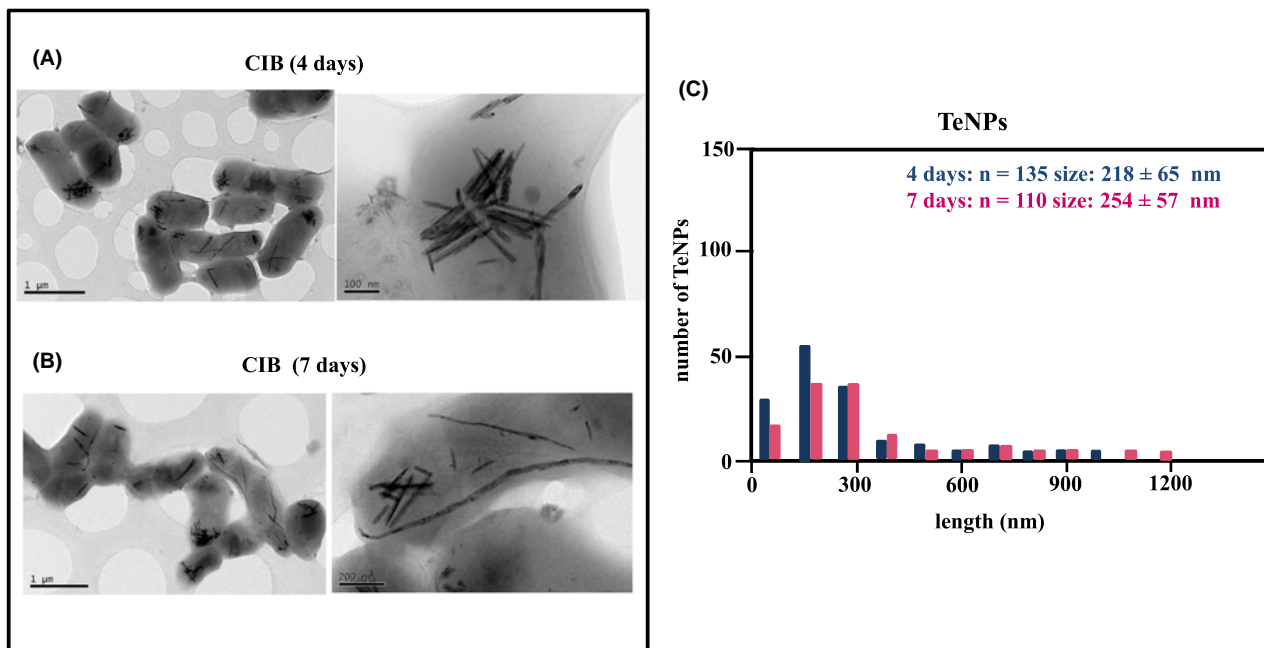 (A)
CIB (4 days)
1 µm
100 nm
(B)
CIB (7 days)
1 µm
200 nm
(C)
TeNPs
4 days: n = 135 size: 218 ± 65 nm
7 days: n = 110 size: 254 ± 57 nm
number of TeNPs
150
100
50
0
0
300
600
900
1200
length (nm)